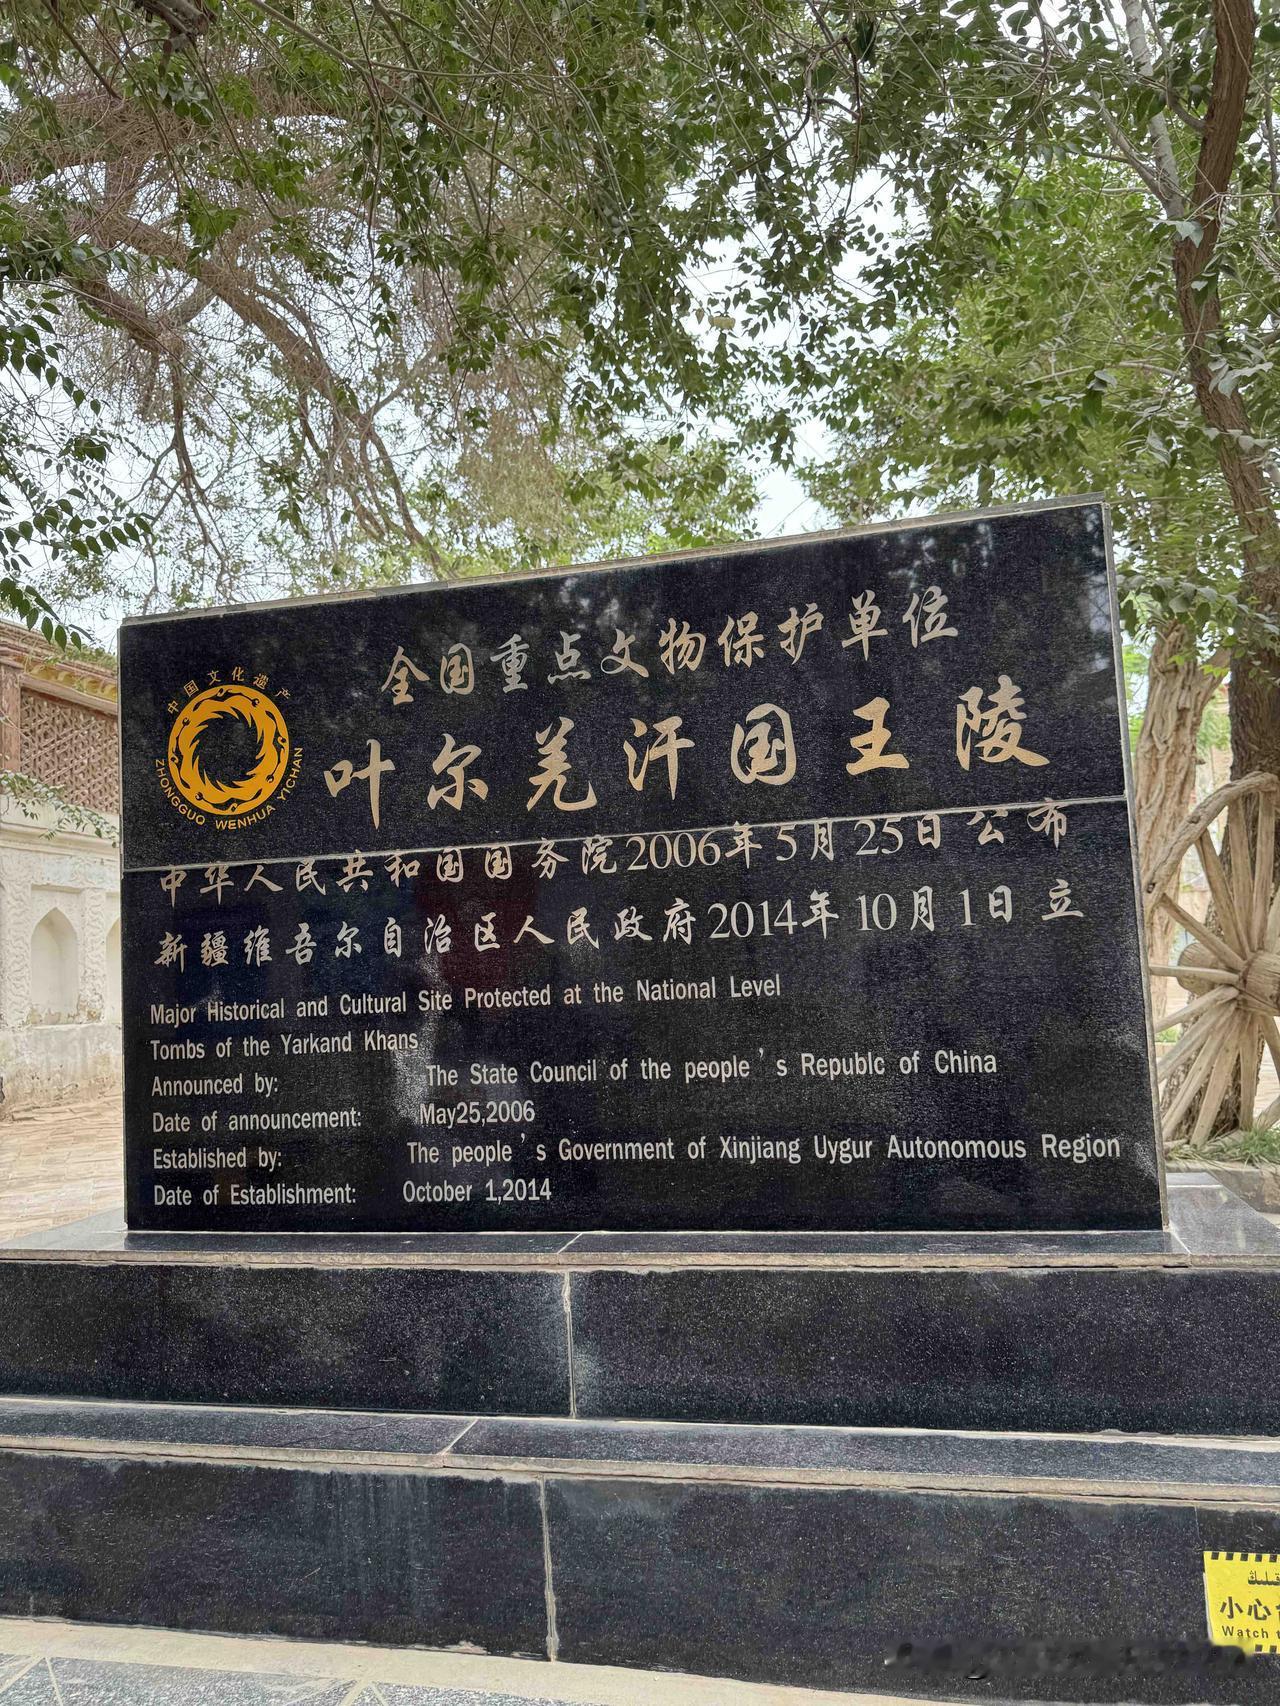 全国重点文物保护单位
中国文化遗产
ZHONGGUO WENHUA YICHAN
叶尔羌汗国王陵
中华人民共和国国务院2006年5月25日公布
新疆维吾尔自治区人民政府2014年10月1日立
Major Historical and Cultural Site Protected at the National Level
Tombs of the Yarkand Khans
Announced by: The State Council of the people's Republc of China
Date of announcement: May25,2006
Established by: The people's Government of Xinjiang Uygur Autonomous Region
Date of Establishment: October 1,2014
小心
Watch